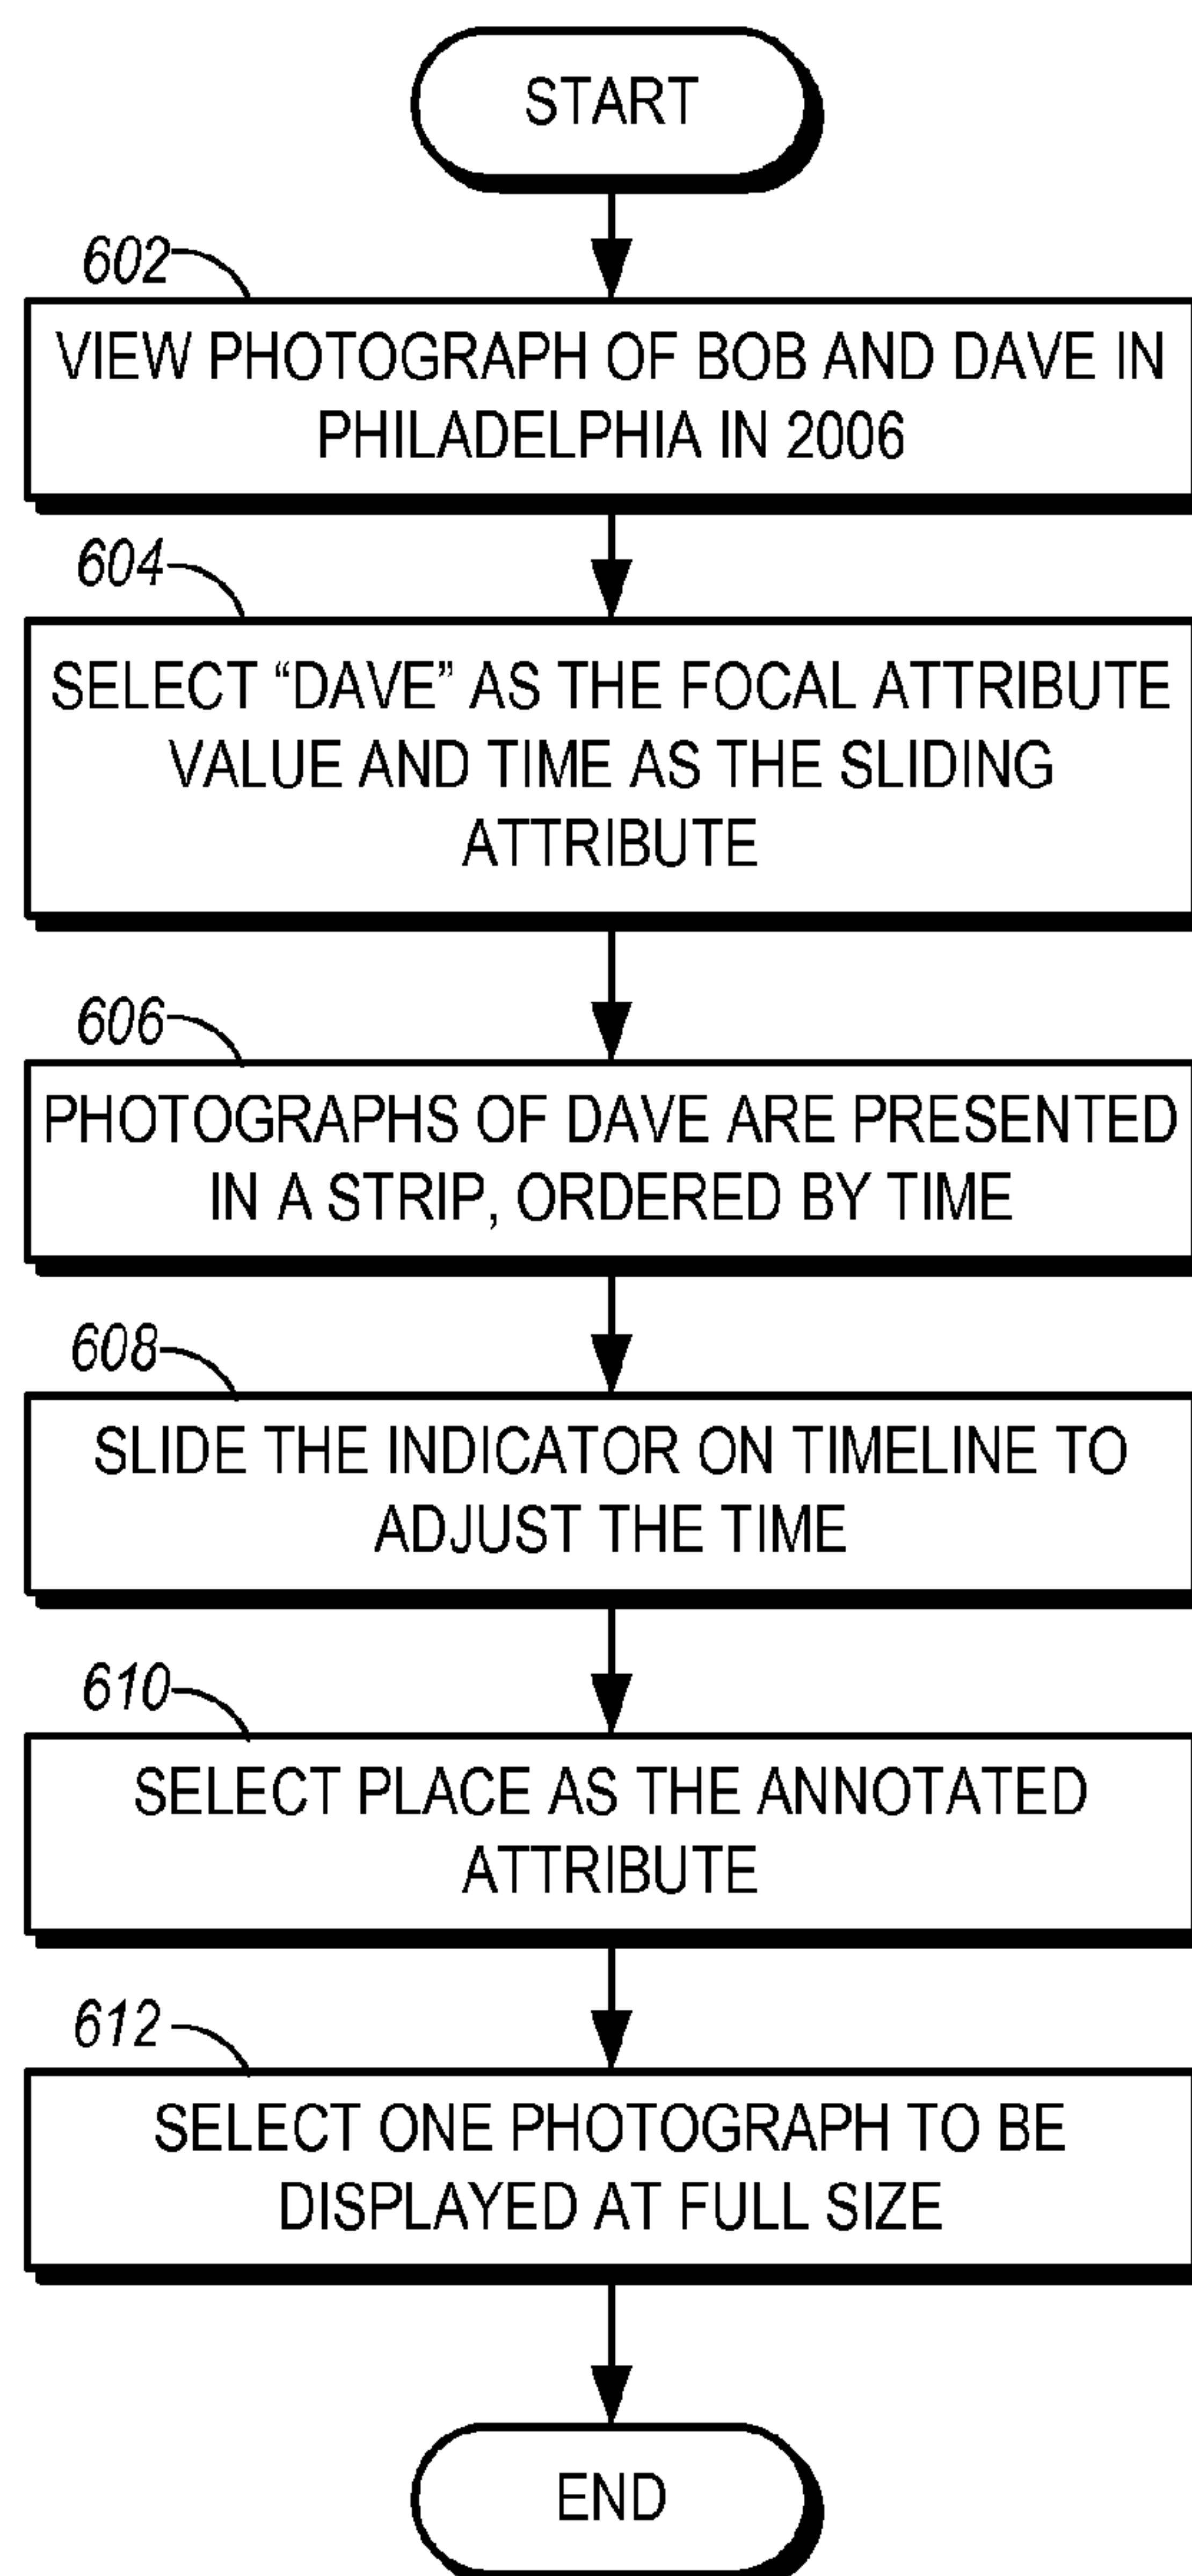 START
602
VIEW PHOTOGRAPH OF BOB AND DAVE IN
PHILADELPHIA IN 2006
604
SELECT “DAVE” AS THE FOCAL ATTRIBUTE
VALUE AND TIME AS THE SLIDING
ATTRIBUTE
606
PHOTOGRAPHS OF DAVE ARE PRESENTED
IN A STRIP, ORDERED BY TIME
608
SLIDE THE INDICATOR ON TIMELINE TO
ADJUST THE TIME
610
SELECT PLACE AS THE ANNOTATED
ATTRIBUTE
612
SELECT ONE PHOTOGRAPH TO BE
DISPLAYED AT FULL SIZE
END